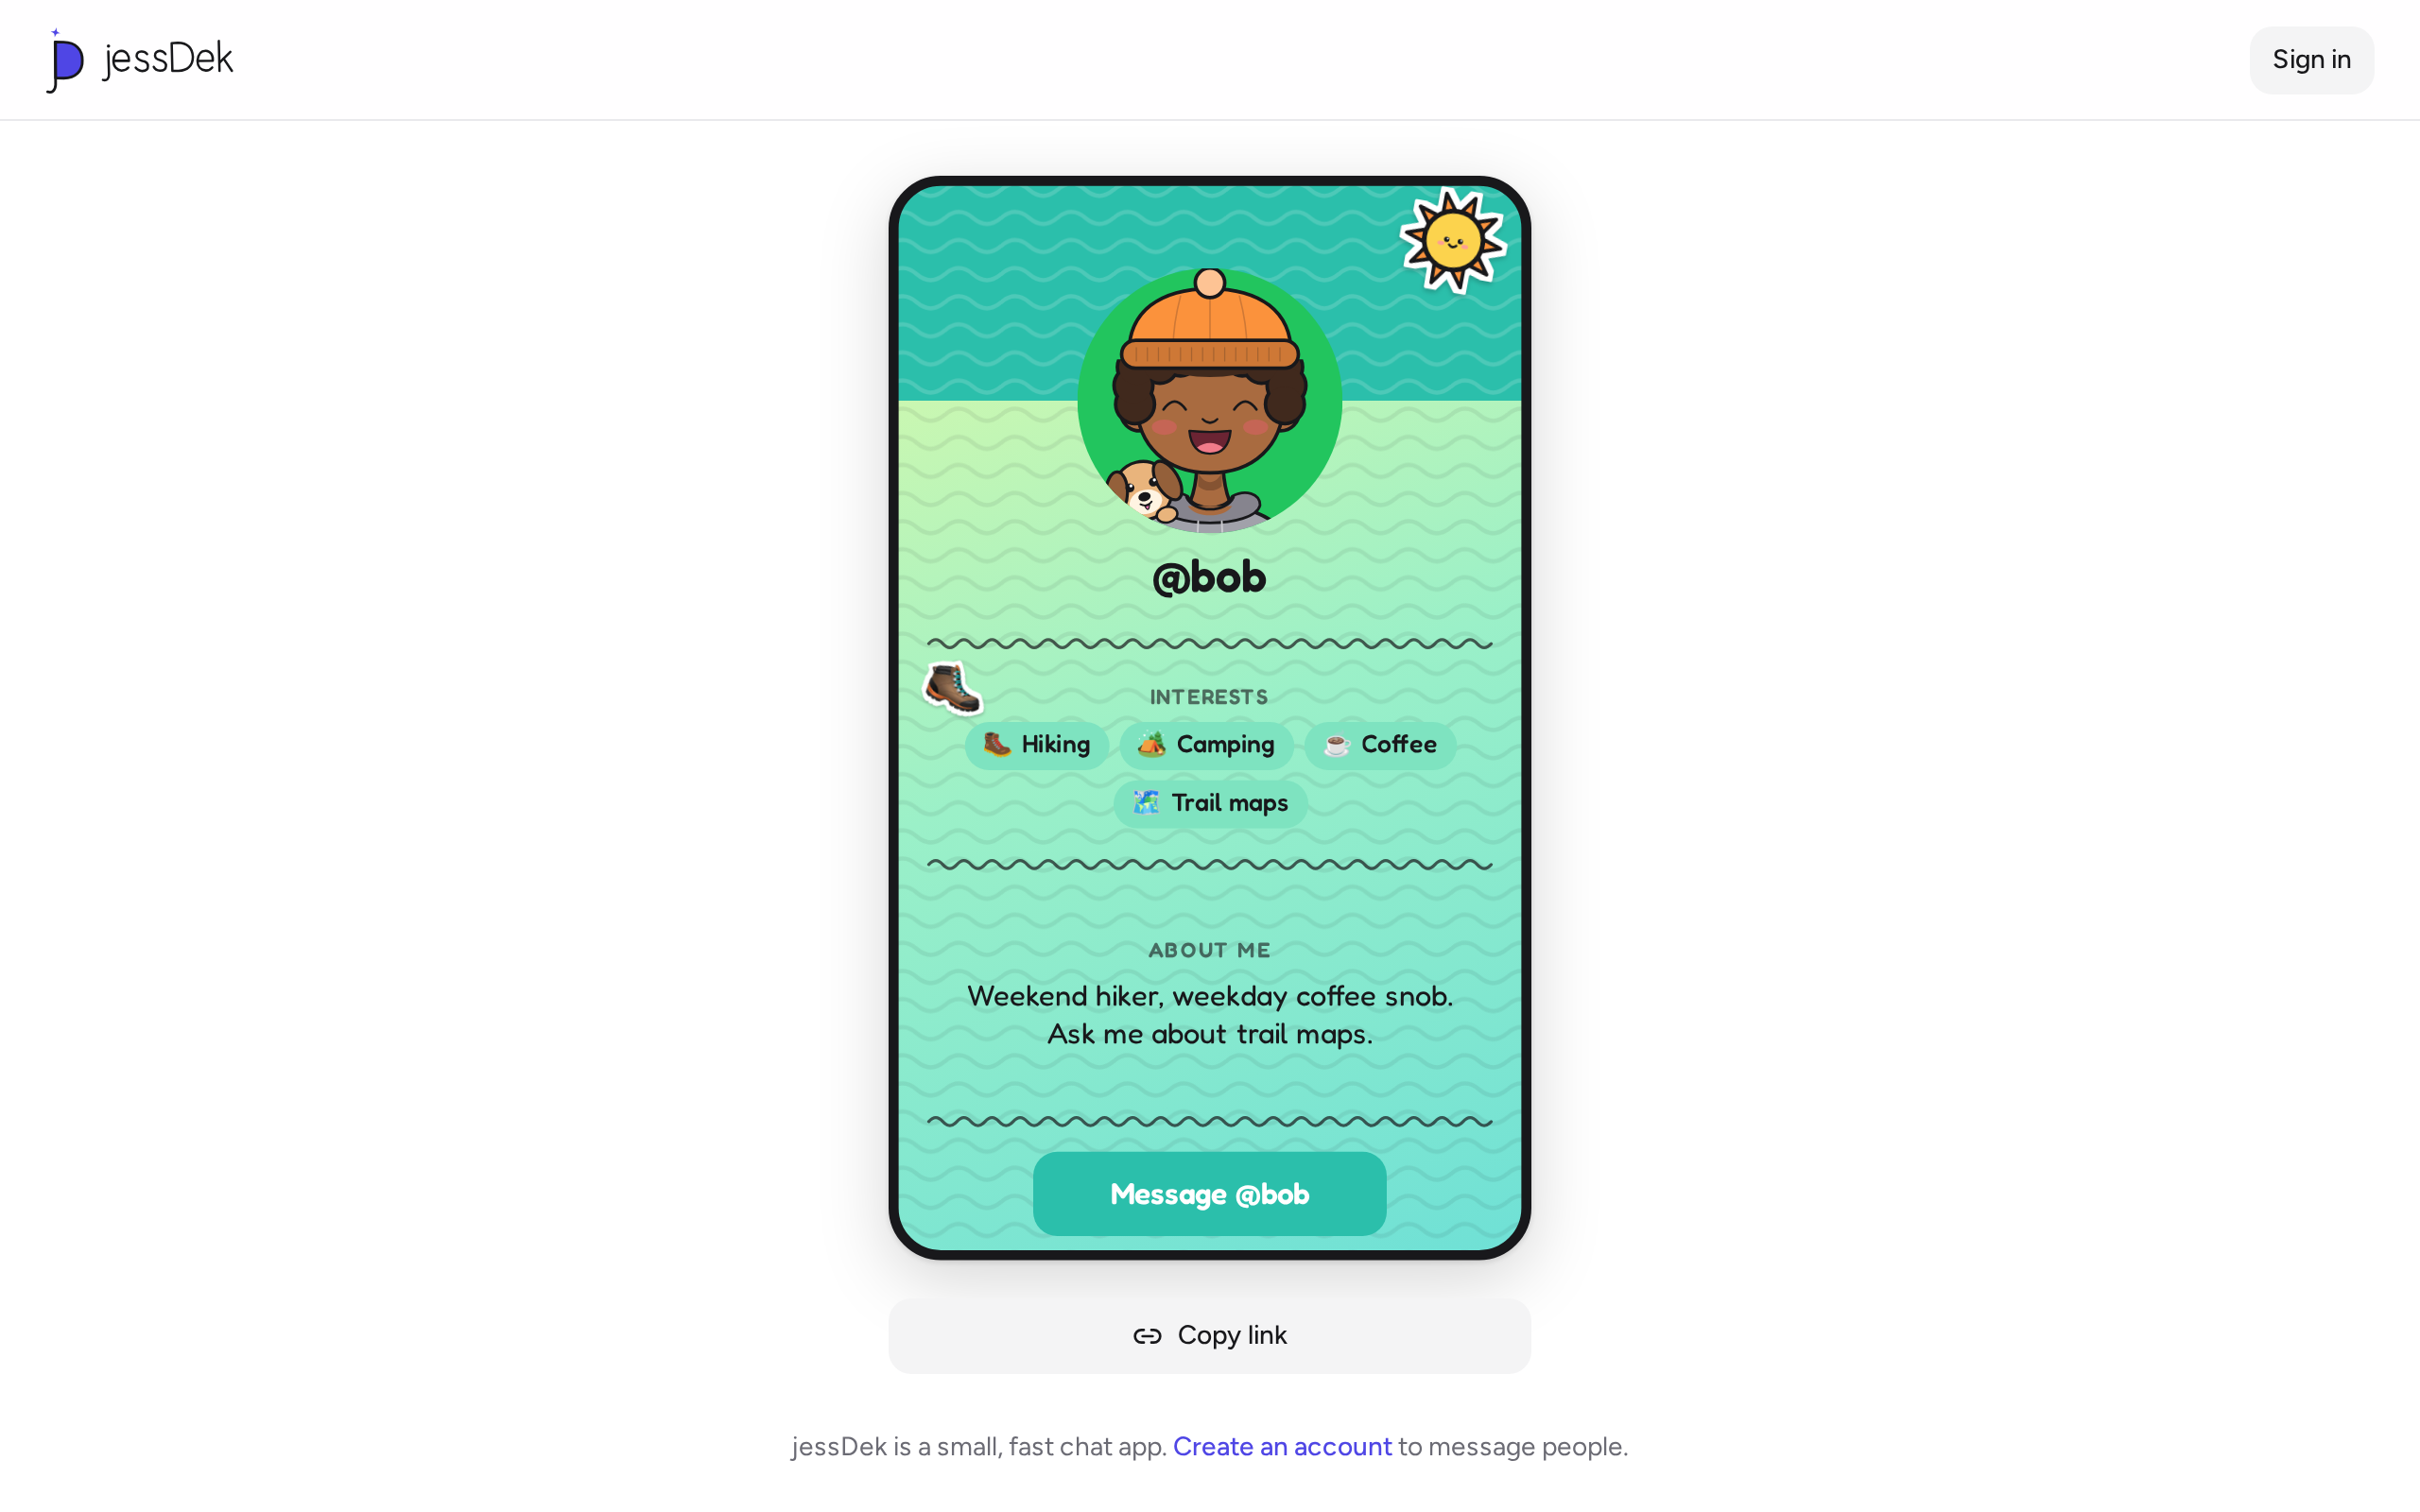 jessDek
Sign in
@bob
INTERESTS
Hiking
Camping
Coffee
Trail maps
ABOUT ME
Weekend hiker, weekday coffee snob.
Ask me about trail maps.
Message @bob
Copy link
jessDek is a small, fast chat app. Create an account to message people.